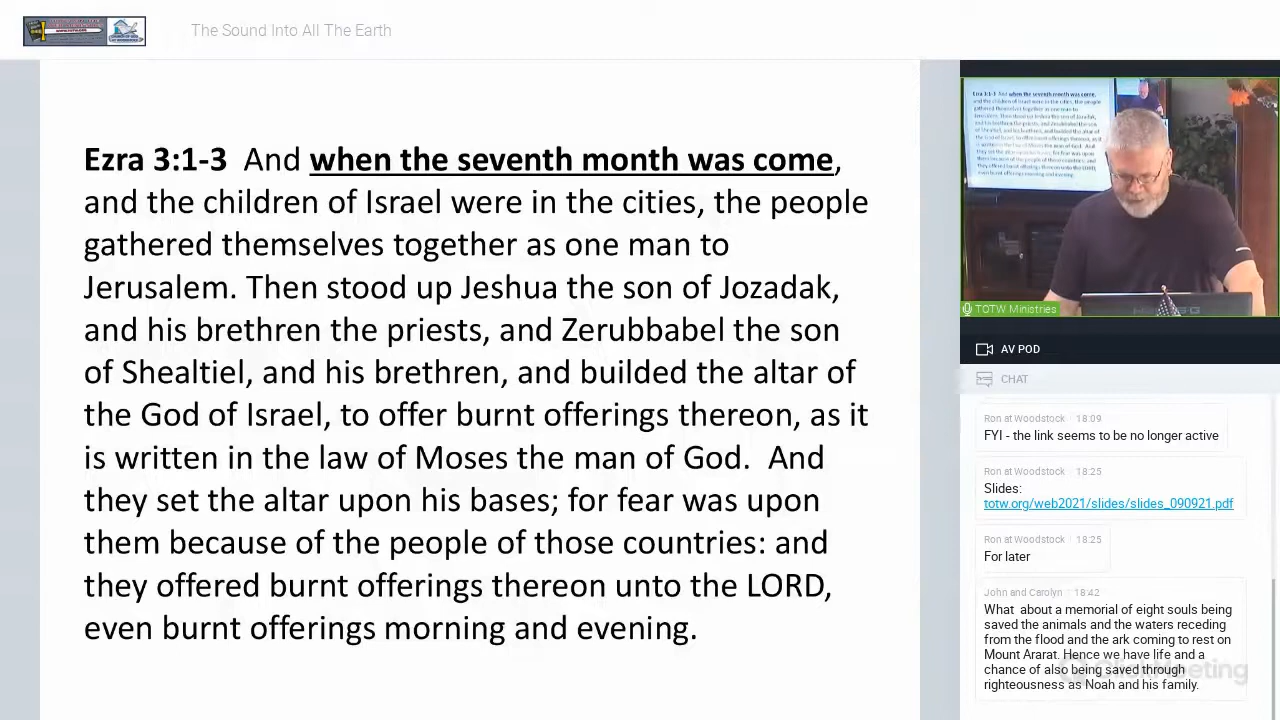 The Sound Into All The Earth
Ezra 3:1-3 And when the seventh month was come,
and the children of Israel were in the cities, the people
gathered themselves together as one man to
Jerusalem. Then stood up Jeshua the son of Jozadak,
and his brethren the priests, and Zerubbabel the son
of Shealtiel, and his brethren, and builded the altar of
the God of Israel, to offer burnt offerings thereon, as it
is written in the law of Moses the man of God. And
they set the altar upon his bases; for fear was upon
them because of the people of those countries: and
they offered burnt offerings thereon unto the LORD,
even burnt offerings morning and evening.
TOTW Ministries
AV POD
CHAT
Ron at Woodstock 18:09
FYI - the link seems to be no longer active
Ron at Woodstock 18:25
Slides:
totw.org/web2021/slides/slides_090921.pdf
Ron at Woodstock 18:25
For later
John and Carolyn 18:42
What about a memorial of eight souls being
saved the animals and the waters receding
from the flood and the ark coming to rest on
Mount Ararat. Hence we have life and a
chance of also being saved through
righteousness as Noah and his family.
ClickMeeting